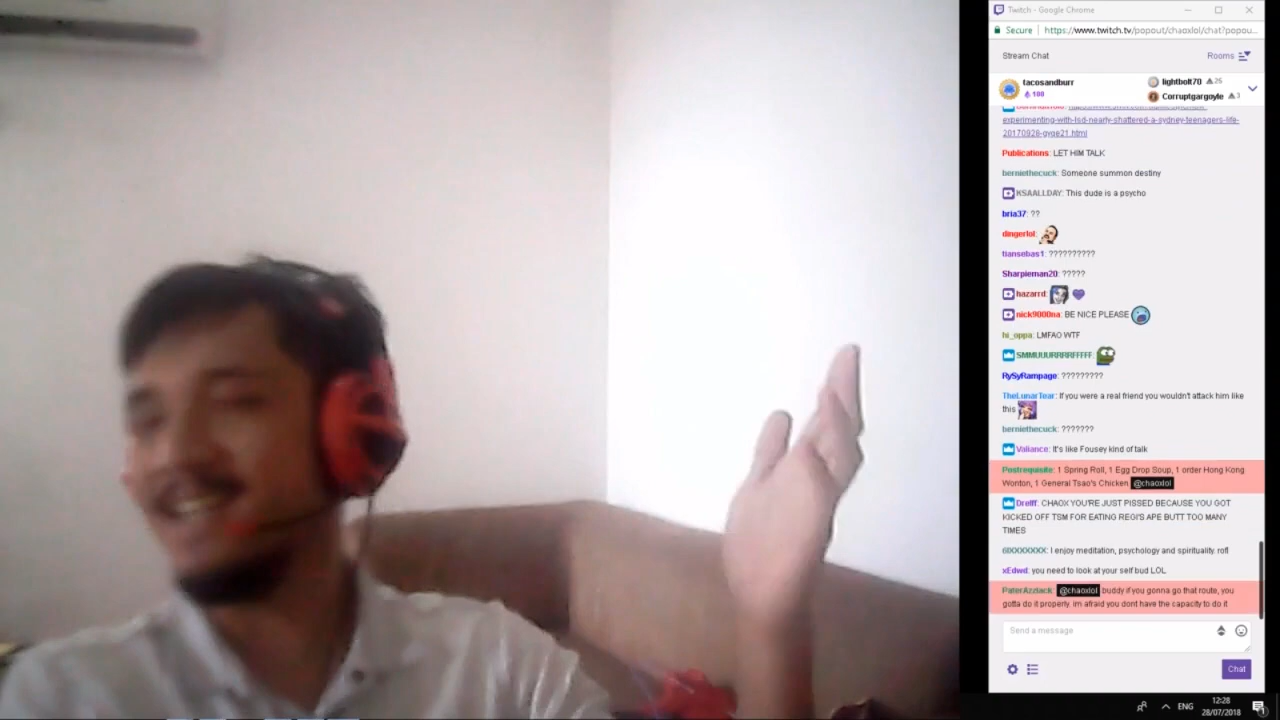 Twitch - Google Chrome
Secure https://www.twitch.tv/popout/chaoxlol/chat?popou...
Stream Chat Rooms
tacosandburr lightbolt70 26
188 Corruptgargoyle 3
experimenting-with-lsd-nearly-shattered-a-sydney-teenagers-life-
20170928-gyqe21.html
Publications: LET HIM TALK
berniethecuck: Someone summon destiny
KSAALLDAY: This dude is a psycho
bria37: ??
dingerlol:
tiansebas1: ??????????
Sharpieman20: ?????
hazarrd:
nick9000na: BE NICE PLEASE
hi_oppa: LMFAO WTF
SMMUUURRRRFFFFF:
RySyRampage: ?????????
TheLunarTear: If you were a real friend you wouldn't attack him like
this
berniethecuck: ???????
Valiance: It's like Fousey kind of talk
Postrequisite: 1 Spring Roll, 1 Egg Drop Soup, 1 order Hong Kong
Wonton, 1 General Tsao's Chicken @chaoxlol
Drelff: CHAOX YOU'RE JUST PISSED BECAUSE YOU GOT
KICKED OFF TSM FOR EATING REGI'S APE BUTT TOO MANY
TIMES
: I enjoy meditation, psychology and spirituality. rofl
xEdwd: you need to look at your self bud LOL
PaterAzdack: @chaoxlol buddy if you gonna go that route, you
gotta do it properly. im afraid you dont have the capacity to do it
Send a message
Chat
ENG 12:28
28/07/2018
1